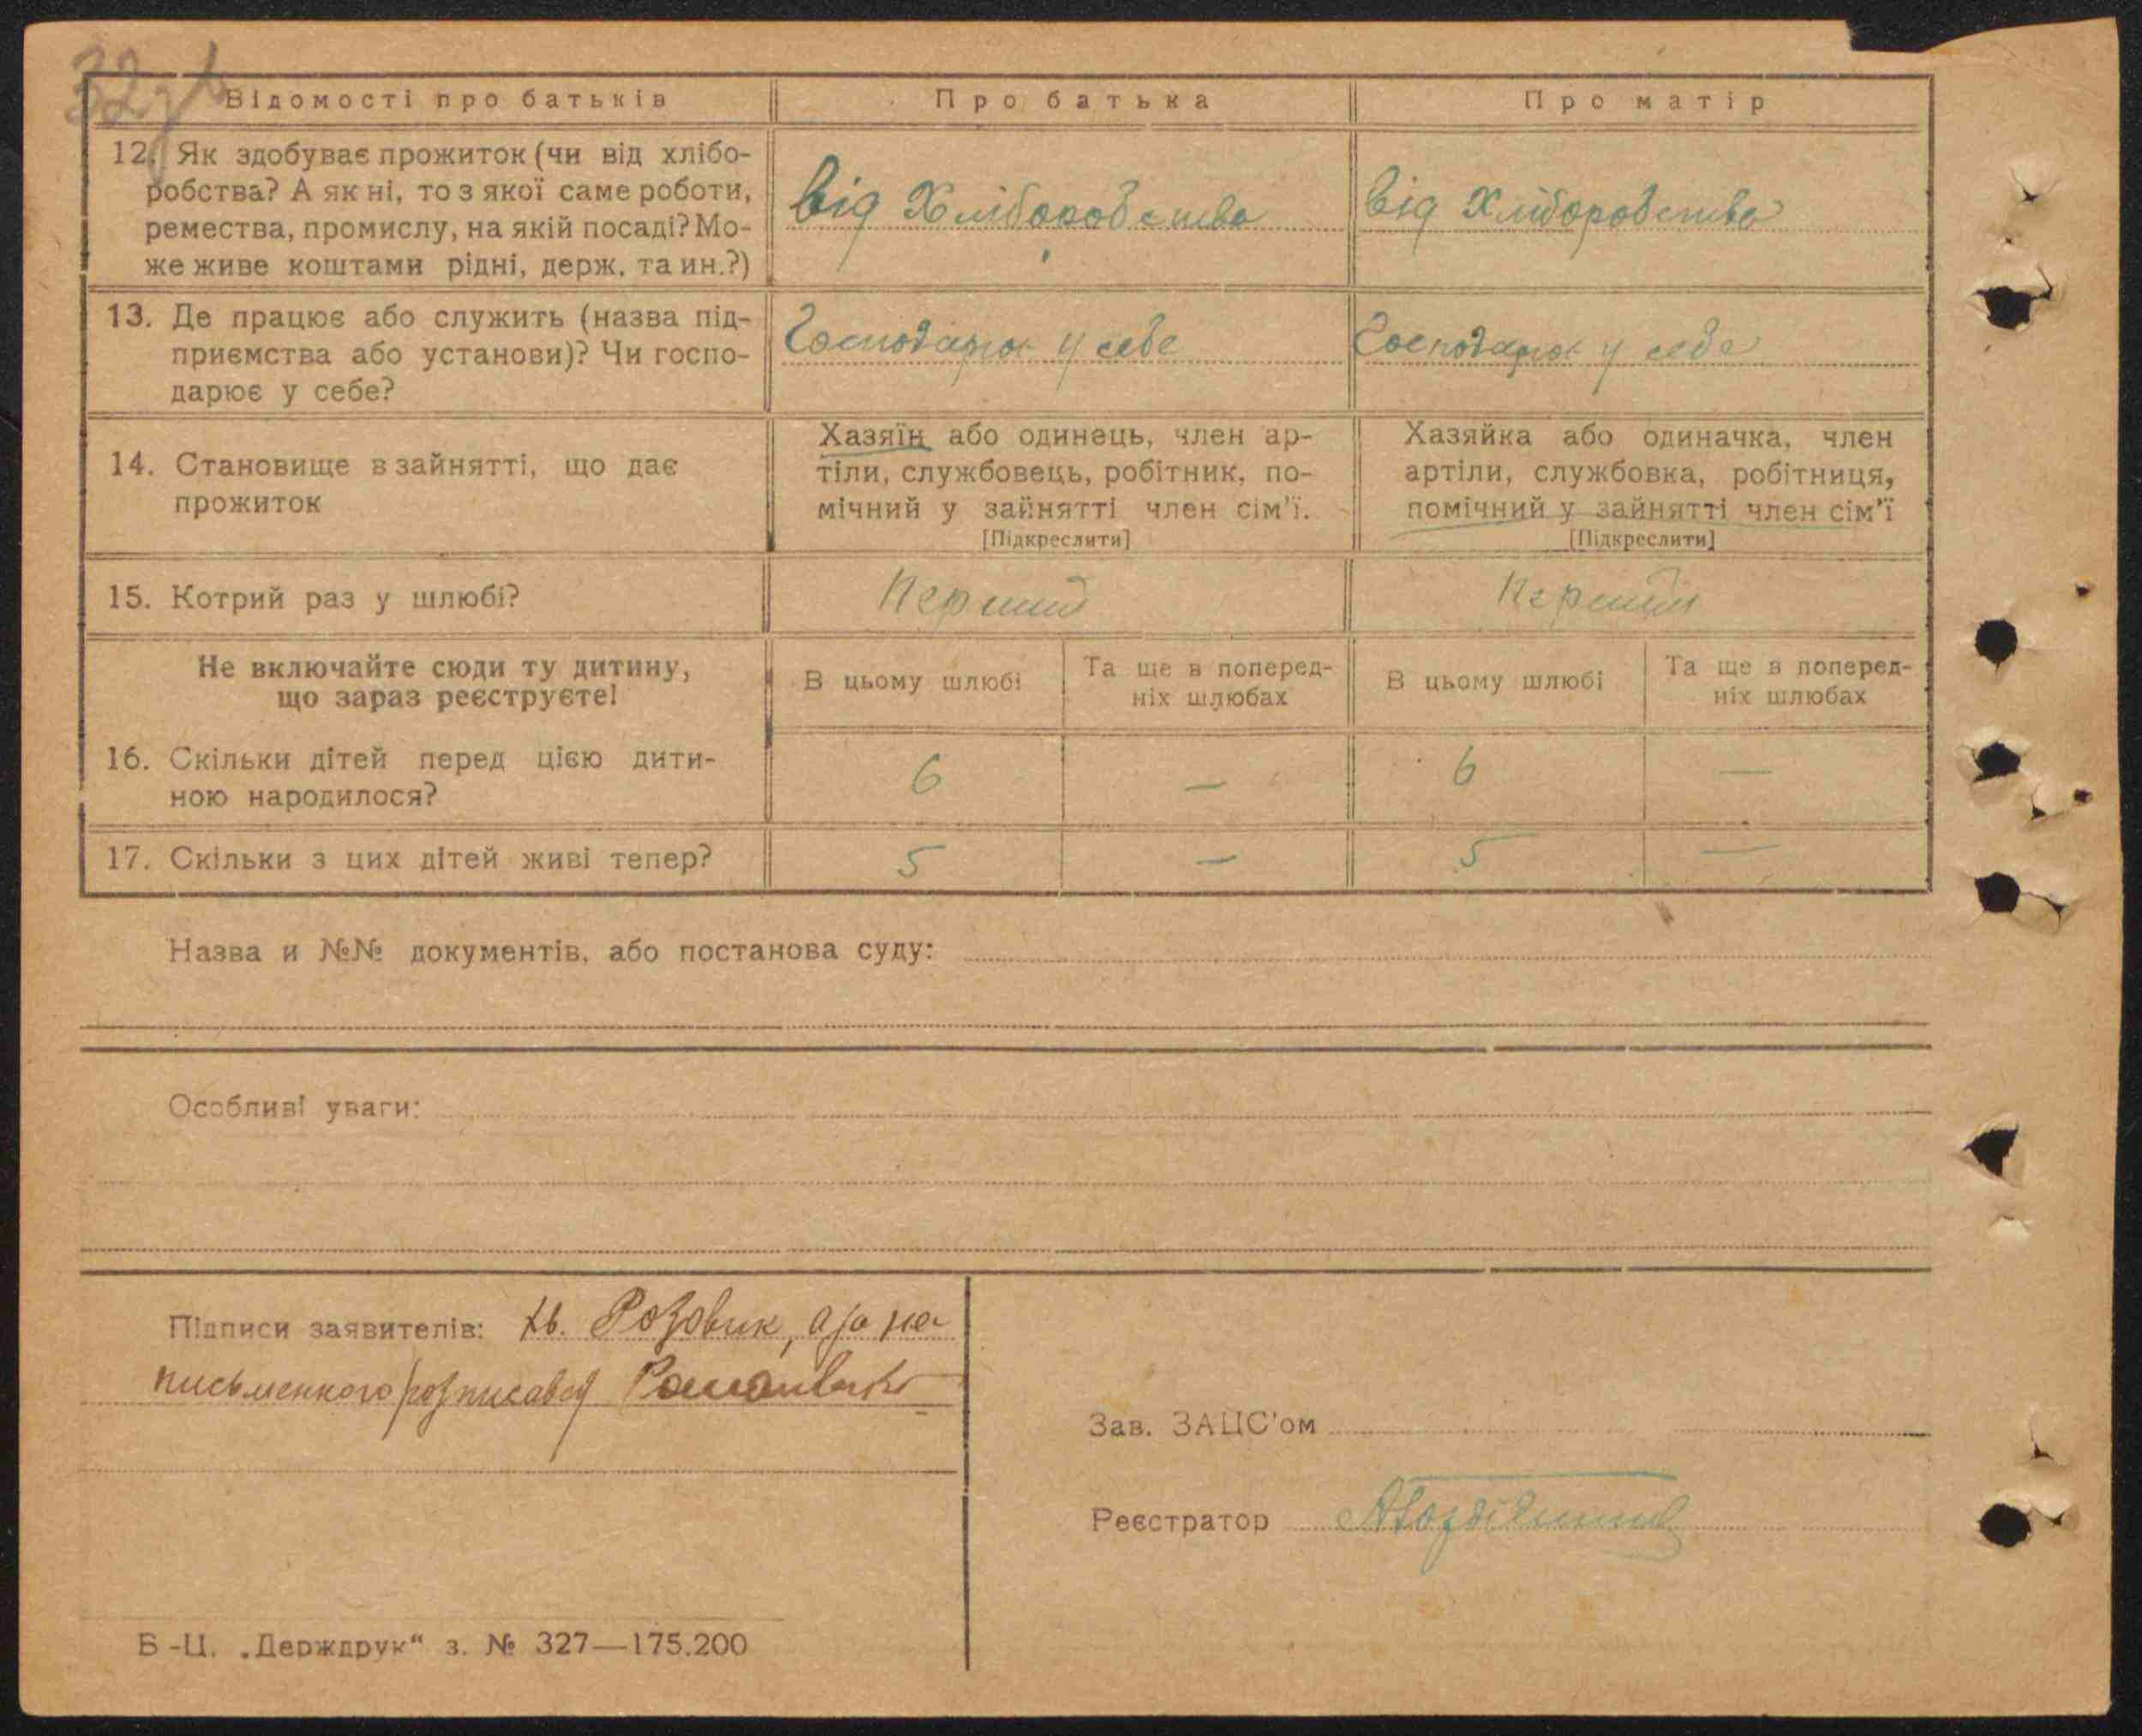 32
Відомості про батьків Про батька Про матір
12. Як здобуває прожиток (чи від хлібо-
робства? А як ні, то з якої саме роботи,
ремества, промислу, на якій посаді? Мо-
же живе коштами рідні, держ. та ин.?)
від Хліборобства від Хліборобства
13. Де працює або служить (назва під-
приємства або установи)? Чи госпо-
дарює у себе?
Господарює у себе Господарює у себе
14. Становище в зайнятті, що дає
прожиток
Хазяїн або одинець, член ар-
тіли, службовець, робітник, по-
мічний у зайнятті член сім'ї.
[Підкреслити]
Хазяйка або одиначка, член
артіли, службовка, робітниця,
помічний у зайнятті член сім'ї
[Підкреслити]
15. Котрий раз у шлюбі? Перший Перший
Не включайте сюди ту дитину,
що зараз реєструєте!
В цьому шлюбі Та ще в поперед-
ніх шлюбах В цьому шлюбі Та ще в поперед-
ніх шлюбах
16. Скільки дітей перед цією дити-
ною народилося?
6 — 6 —
17. Скільки з цих дітей живі тепер? 5 — 5 —
Назва и №№ документів, або постанова суду:
Особливі уваги:
Підписи заявителів: Розовик, а за не
письменного розписався
Зав. ЗАЦС'ом
Реєстратор
Б-Ц. „Держдрук“ з. № 327—175.200